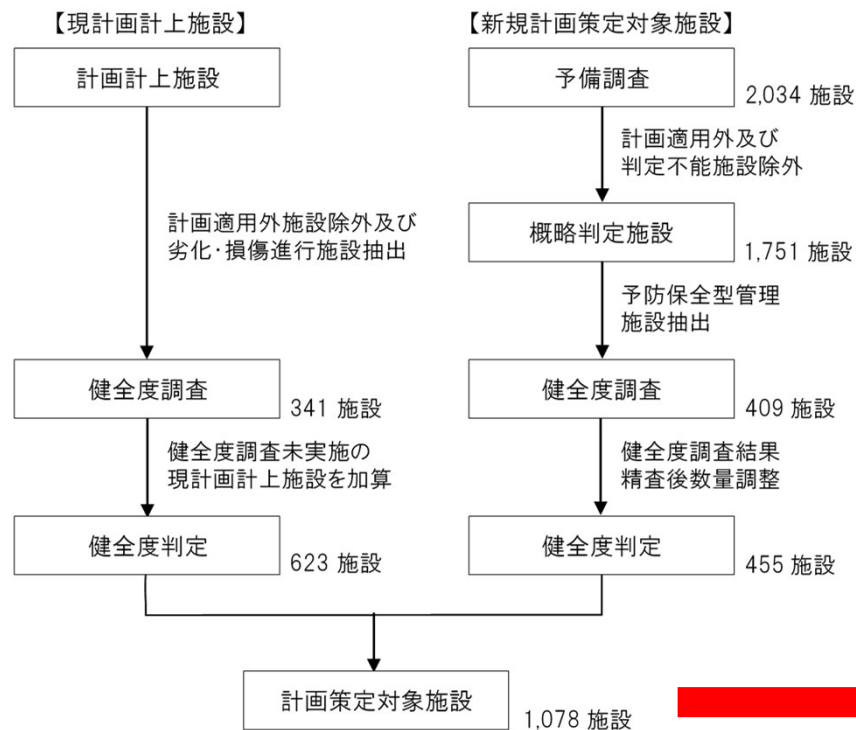 【現計画計上施設】
計画計上施設
計画適用外施設除外及び
劣化・損傷進行施設抽出
健全度調査
341 施設
健全度調査未実施の
現計画計上施設を加算
健全度判定
623 施設
【新規計画策定対象施設】
予備調査
2,034 施設
計画適用外及び
判定不能施設除外
概略判定施設
1,751 施設
予防保全型管理
施設抽出
健全度調査
409 施設
健全度調査結果
精査後数量調整
健全度判定
455 施設
計画策定対象施設
1,078 施設